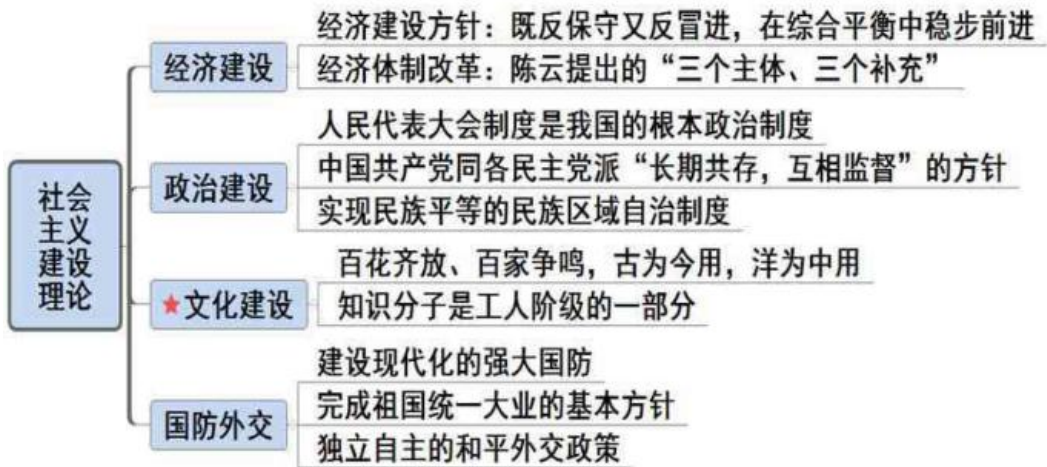 社会
主义
建设
理论
经济建设
经济建设方针：既反保守又反冒进，在综合平衡中稳步前进
经济体制改革：陈云提出的“三个主体、三个补充”
政治建设
人民代表大会制度是我国的根本政治制度
中国共产党同各民主党派“长期共存，互相监督”的方针
实现民族平等的民族区域自治制度
★文化建设
百花齐放、百家争鸣，古为今用，洋为中用
知识分子是工人阶级的一部分
国防外交
建设现代化的强大国防
完成祖国统一大业的基本方针
独立自主的和平外交政策